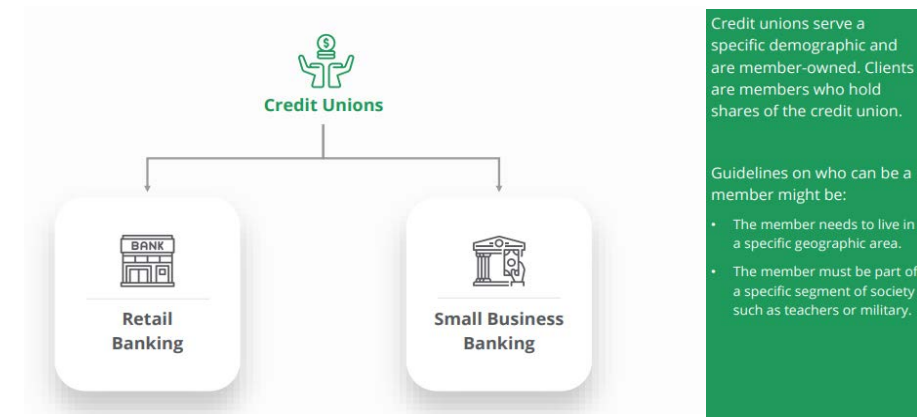 $
Credit Unions
BANK
Retail
Banking
Small Business
Banking
Credit unions serve a
specific demographic and
are member-owned. Clients
are members who hold
shares of the credit union.
Guidelines on who can be a
member might be:
• The member needs to live in
a specific geographic area.
• The member must be part of
a specific segment of society
such as teachers or military.